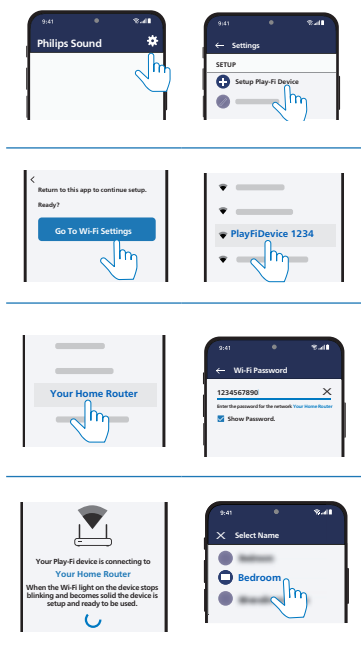 9:41
Philips Sound
9:41
← Settings
SETUP
Setup Play-Fi Device
Return to this app to continue setup.
Ready?
Go To Wi-Fi Settings
PlayFiDevice 1234
Your Home Router
9:41
← Wi-Fi Password
1234567890
Enter the password for the network Your Home Router
Show Password.
Your Play-Fi device is connecting to
Your Home Router
When the Wi-Fi light on the device stops
blinking and becomes solid the device is
setup and ready to be used.
9:41
Select Name
Bedroom